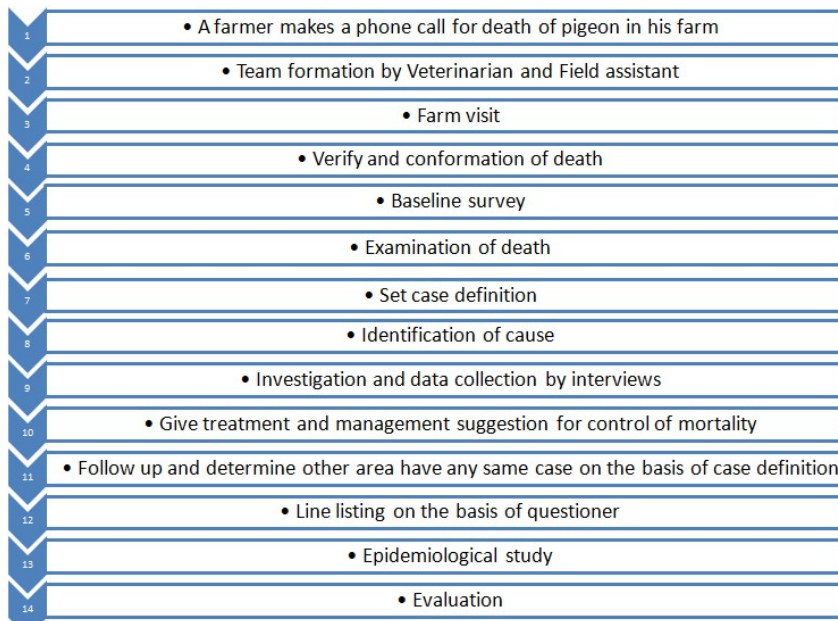 1 • A farmer makes a phone call for death of pigeon in his farm
2 • Team formation by Veterinarian and Field assistant
3 • Farm visit
4 • Verify and conformation of death
5 • Baseline survey
6 • Examination of death
7 • Set case definition
8 • Identification of cause
9 • Investigation and data collection by interviews
10 • Give treatment and management suggestion for control of mortality
11 • Follow up and determine other area have any same case on the basis of case definition
12 • Line listing on the basis of questioner
13 • Epidemiological study
14 • Evaluation